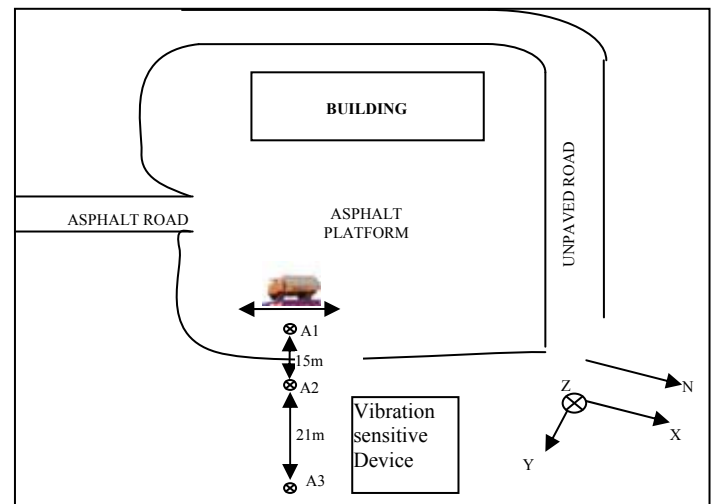 BUILDING
UNPAVED ROAD
ASPHALT ROAD
ASPHALT
PLATFORM
A1
15m
A2
21m
A3
Vibration
sensitive
Device
Z
N
X
Y